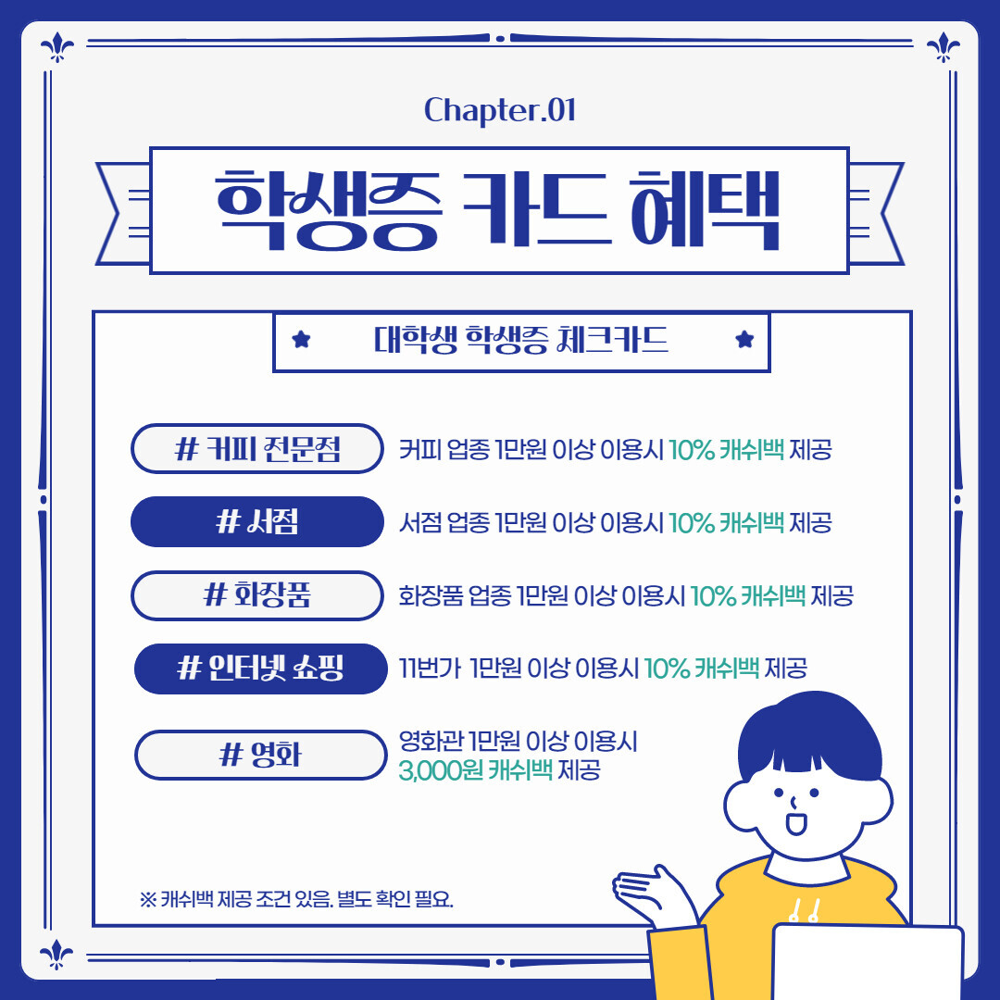 Chapter.01
학생증 카드 혜택
대학생 학생증 체크카드
# 커피 전문점
커피 업종 1만원 이상 이용시 10% 캐쉬백 제공
# 서점
서점 업종 1만원 이상 이용시 10% 캐쉬백 제공
# 화장품
화장품 업종 1만원 이상 이용시 10% 캐쉬백 제공
# 인터넷 쇼핑
11번가 1만원 이상 이용시 10% 캐쉬백 제공
# 영화
영화관 1만원 이상 이용시
3,000원 캐쉬백 제공
※ 캐쉬백 제공 조건 있음. 별도 확인 필요.